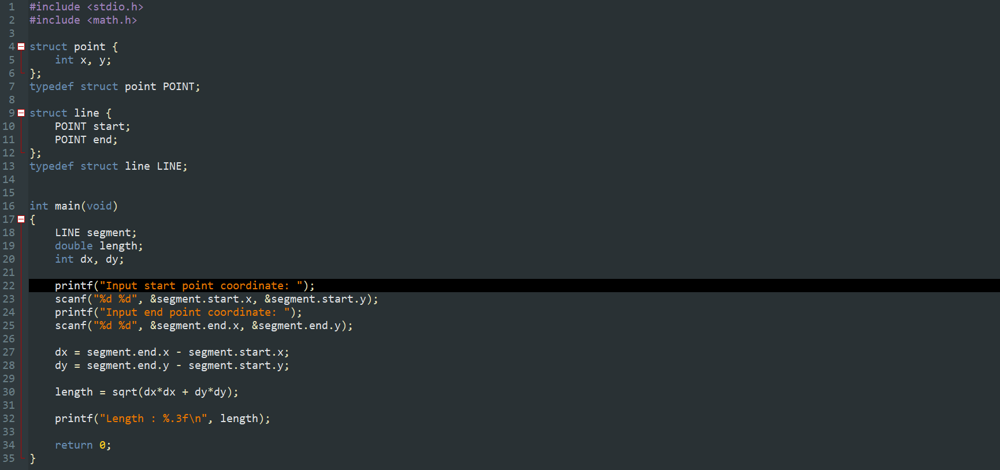 1 #include <stdio.h>
2 #include <math.h>
3
4 struct point {
5     int x, y;
6 };
7 typedef struct point POINT;
8
9 struct line {
10     POINT start;
11     POINT end;
12 };
13 typedef struct line LINE;
14
15
16 int main(void)
17 {
18     LINE segment;
19     double length;
20     int dx, dy;
21
22     printf("Input start point coordinate: ");
23     scanf("%d %d", &segment.start.x, &segment.start.y);
24     printf("Input end point coordinate: ");
25     scanf("%d %d", &segment.end.x, &segment.end.y);
26
27     dx = segment.end.x - segment.start.x;
28     dy = segment.end.y - segment.start.y;
29
30     length = sqrt(dx*dx + dy*dy);
31
32     printf("Length : %.3f\n", length);
33
34     return 0;
35 }